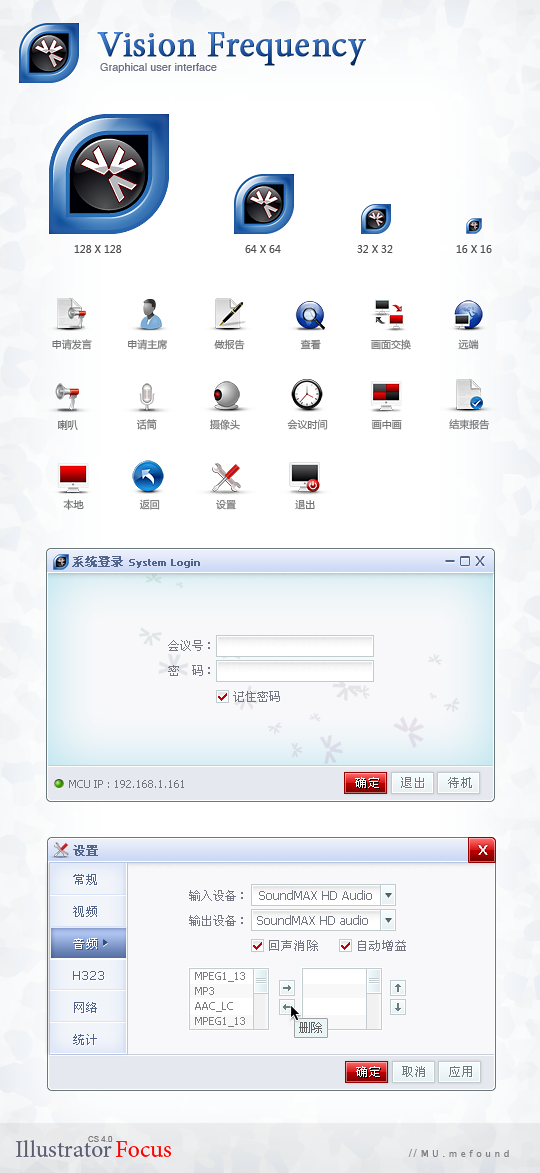 Vision Frequency
Graphical user interface
128 X 128
64 X 64
32 X 32
16 X 16
申请发言
申请主席
做报告
查看
画面交换
远端
喇叭
话筒
摄像头
会议时间
画中画
结束报告
本地
返回
设置
退出
系统登录 System Login
会议号：
密 码：
记住密码
MCU IP : 192.168.1.161
确定
退出
待机
设置
X
常规
视频
音频
H323
网络
统计
输入设备：
SoundMAX HD Audio
输出设备：
SoundMAX HD audio
回声消除
自动增益
MPEG1_13
MP3
AAC_LC
MPEG1_13
删除
确定
取消
应用
CS 4.0
Illustrator Focus
// MU.mefound